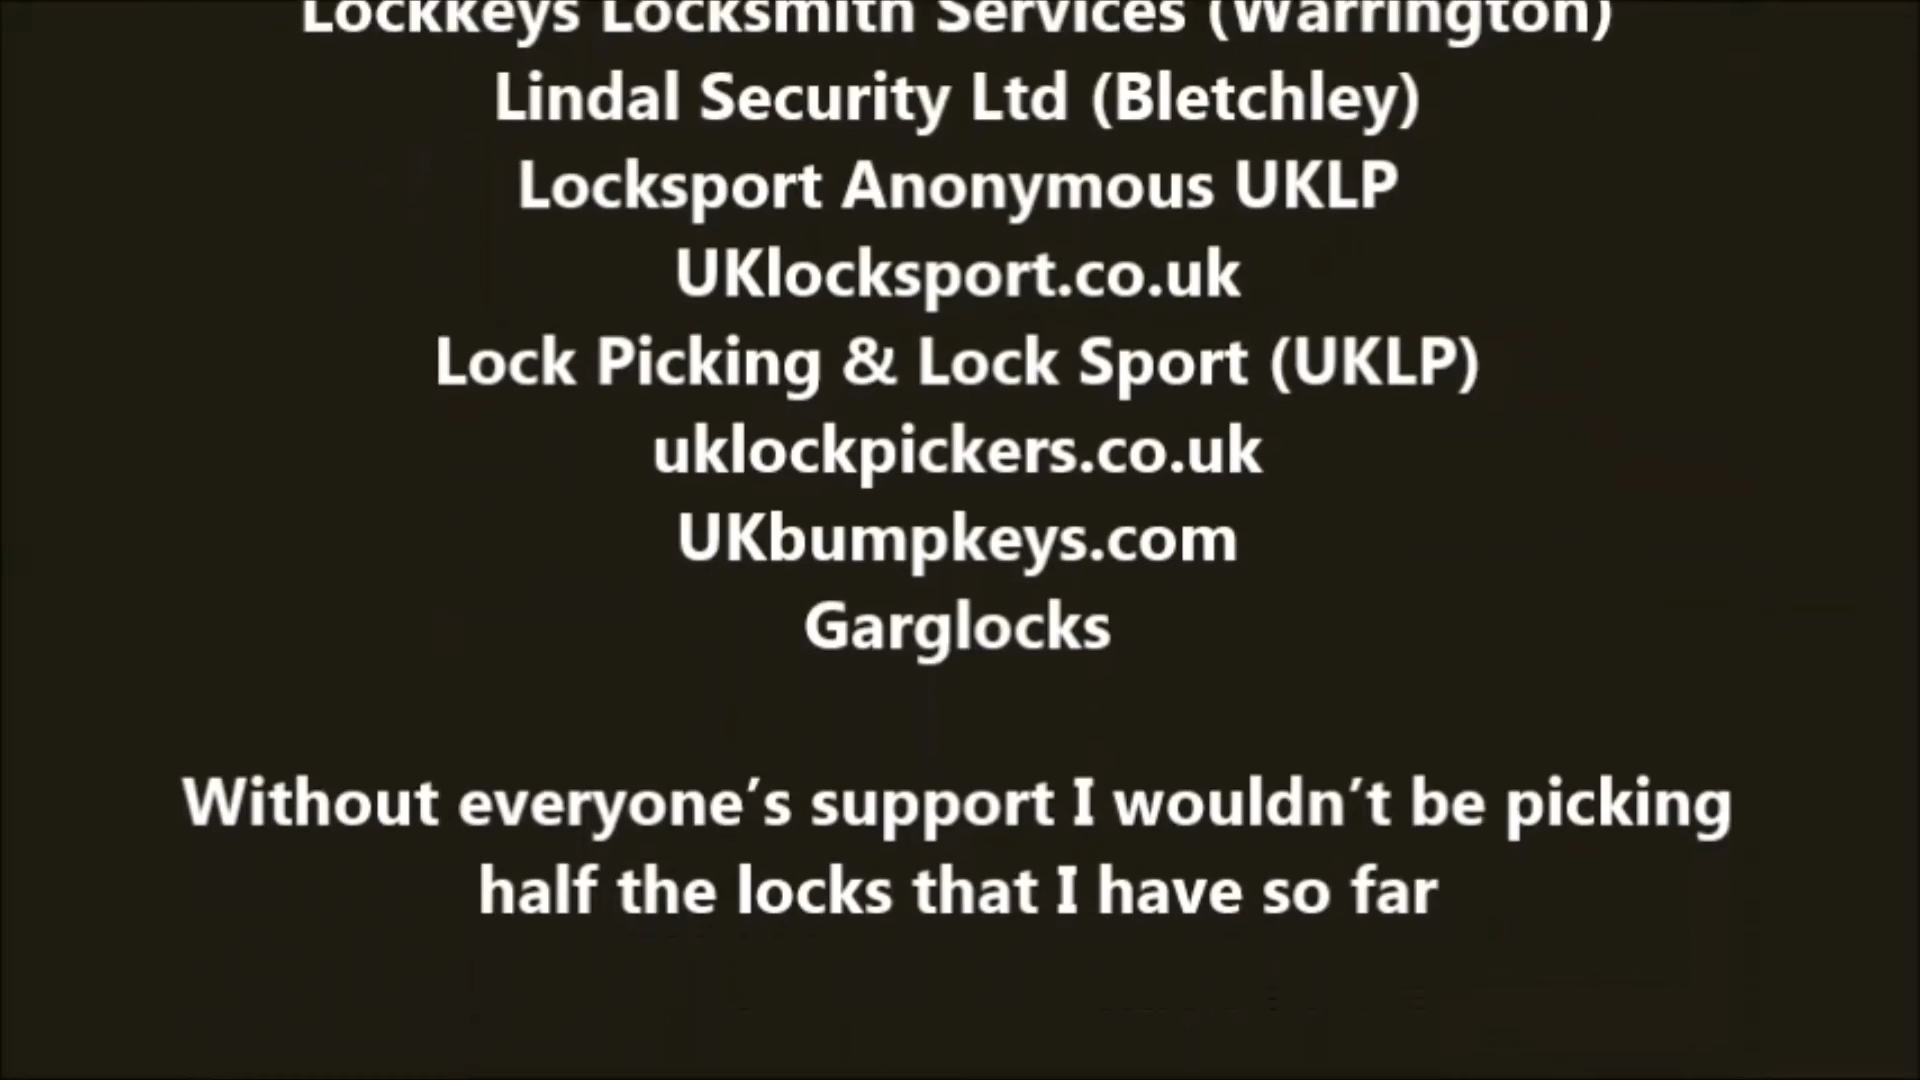 Lockkeys Locksmith Services (Warrington)
Lindal Security Ltd (Bletchley)
Locksport Anonymous UKLP
UKlocksport.co.uk
Lock Picking & Lock Sport (UKLP)
uklockpickers.co.uk
UKbumpkeys.com
Garglocks
Without everyone’s support I wouldn’t be picking
half the locks that I have so far